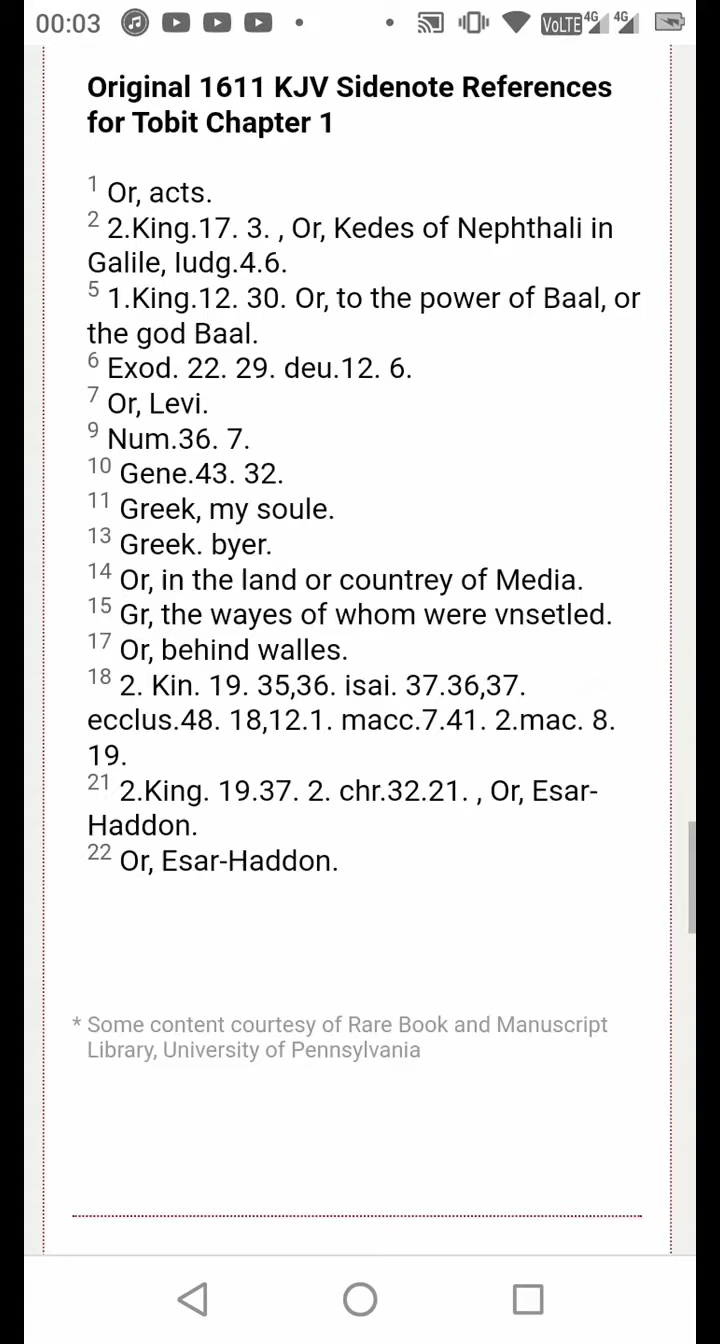 00:03 VoLTE 4G 4G
Original 1611 KJV Sidenote References
for Tobit Chapter 1
1 Or, acts.
2 2.King.17. 3. , Or, Kedes of Nephthali in
Galile, ludg.4.6.
5 1.King.12. 30. Or, to the power of Baal, or
the god Baal.
6 Exod. 22. 29. deu.12. 6.
7 Or, Levi.
9 Num.36. 7.
10 Gene.43. 32.
11 Greek, my soule.
13 Greek. byer.
14 Or, in the land or countrey of Media.
15 Gr, the wayes of whom were vnsetled.
17 Or, behind walles.
18 2. Kin. 19. 35,36. isai. 37.36,37.
ecclus.48. 18,12.1. macc.7.41. 2.mac. 8.
19.
21 2.King. 19.37. 2. chr.32.21. , Or, Esar-
Haddon.
22 Or, Esar-Haddon.
* Some content courtesy of Rare Book and Manuscript
Library, University of Pennsylvania